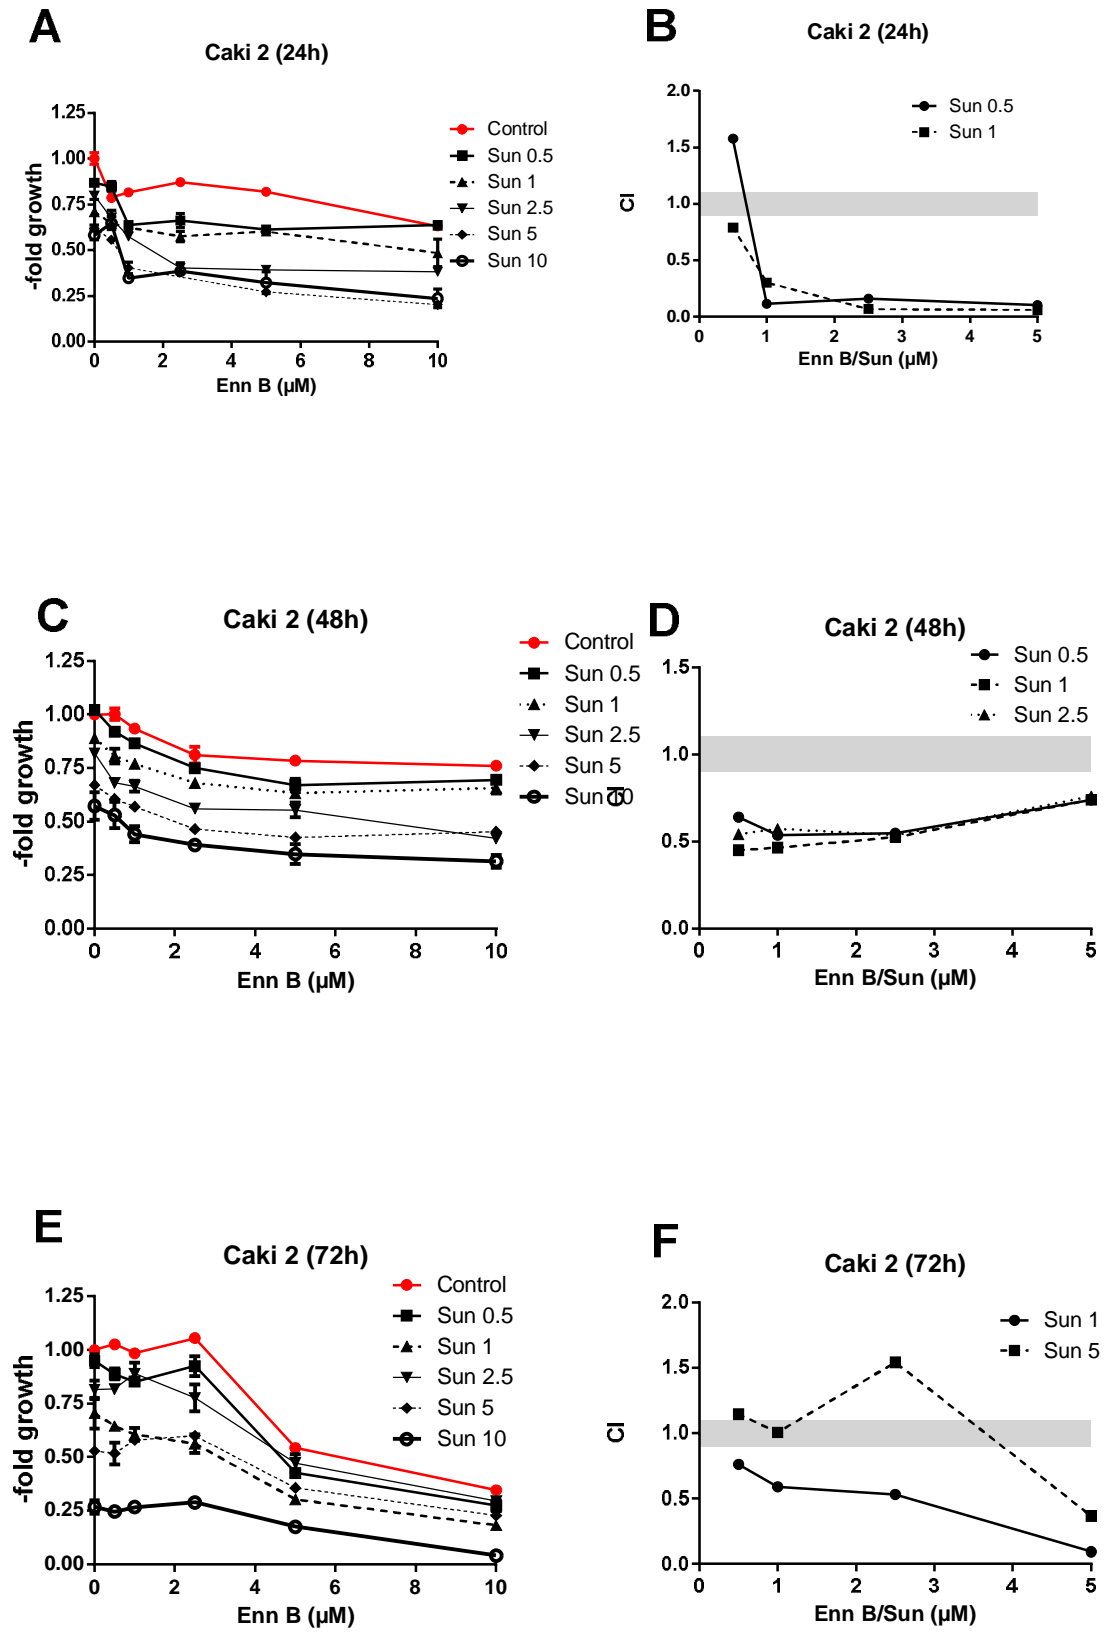 A
Caki 2 (24h)
1.25
1.00
0.75
0.50
0.25
0.00
-fold growth
0 2 4 6 8 10
Enn B (µM)
Control
Sun 0.5
Sun 1
Sun 2.5
Sun 5
Sun 10
B
Caki 2 (24h)
2.0
1.5
1.0
0.5
0.0
CI
0 1 2 3 4 5
Enn B/Sun (µM)
Sun 0.5
Sun 1
C
Caki 2 (48h)
1.25
1.00
0.75
0.50
0.25
0.00
-fold growth
0 2 4 6 8 10
Enn B (µM)
Control
Sun 0.5
Sun 1
Sun 2.5
Sun 5
Sun 10
D
Caki 2 (48h)
1.5
1.0
0.5
0.0
CI
0 1 2 3 4 5
Enn B/Sun (µM)
Sun 0.5
Sun 1
Sun 2.5
E
Caki 2 (72h)
1.25
1.00
0.75
0.50
0.25
0.00
-fold growth
0 2 4 6 8 10
Enn B (µM)
Control
Sun 0.5
Sun 1
Sun 2.5
Sun 5
Sun 10
F
Caki 2 (72h)
2.0
1.5
1.0
0.5
0.0
CI
0 1 2 3 4 5
Enn B/Sun (µM)
Sun 1
Sun 5